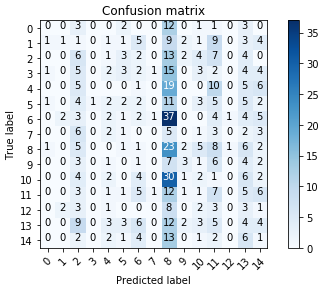 Confusion matrix
0 0 0 3 0 0 2 0 0 12 0 1 1 0 3 0
1 1 1 1 0 1 1 5 0 9 1 2 9 0 3 4
2 0 0 6 0 1 3 2 0 13 2 4 7 0 4 0
3 1 0 5 0 2 3 2 1 15 0 3 2 0 4 4
4 0 0 5 0 0 0 1 0 19 0 0 10 0 5 6
5 1 0 4 1 2 2 2 0 11 0 3 5 0 5 2
6 0 2 3 0 2 1 2 1 37 0 0 4 1 4 5
7 0 0 5 0 0 0 0 0 5 0 1 3 0 2 3
8 1 0 5 0 0 1 1 0 23 2 5 8 1 6 2
9 0 0 3 0 1 0 1 0 7 3 1 6 0 4 2
10 0 0 4 0 2 0 4 0 30 1 2 1 0 6 2
11 0 0 3 0 1 1 5 1 12 1 1 7 0 5 6
12 0 2 3 0 1 0 0 0 8 0 2 3 0 3 1
13 0 0 9 0 3 3 6 0 12 2 3 5 0 4 4
14 0 0 2 0 2 1 4 0 13 0 1 2 0 6 1
0 1 2 3 4 5 6 7 8 9 10 11 12 13 14
True label
Predicted label
35
30
25
20
15
10
5
0